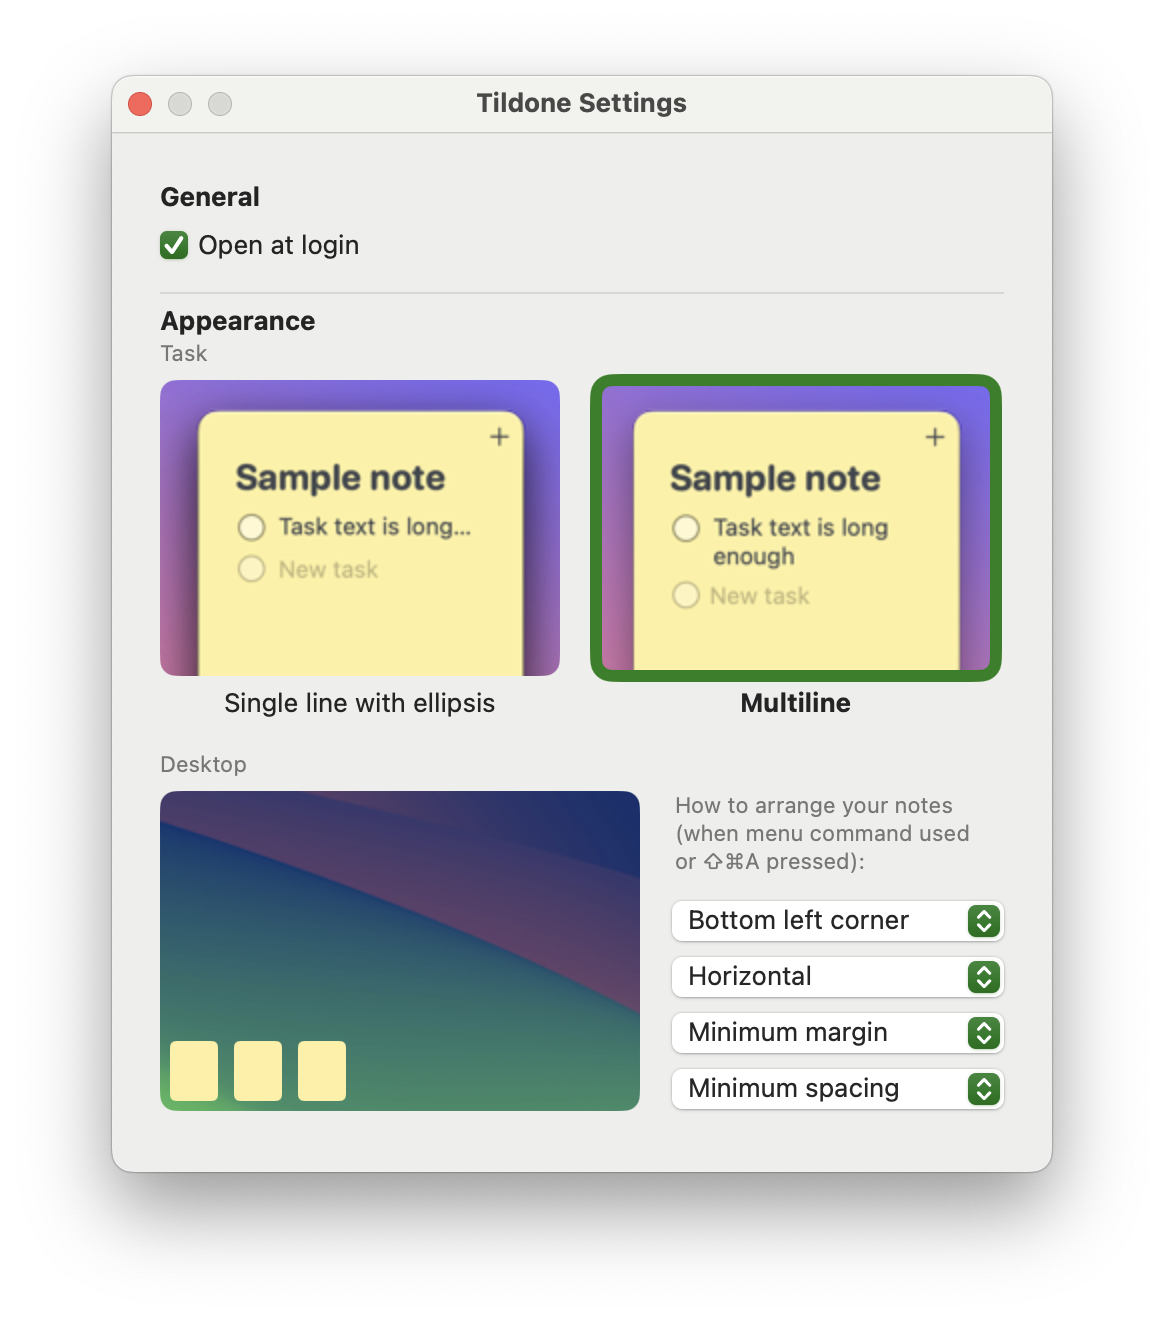 Tildone Settings
General
Open at login
Appearance
Task
+
Sample note
Task text is long...
New task
+
Sample note
Task text is long
enough
New task
Single line with ellipsis
Multiline
Desktop
How to arrange your notes
(when menu command used
or ⇧⌘A pressed):
Bottom left corner
Horizontal
Minimum margin
Minimum spacing